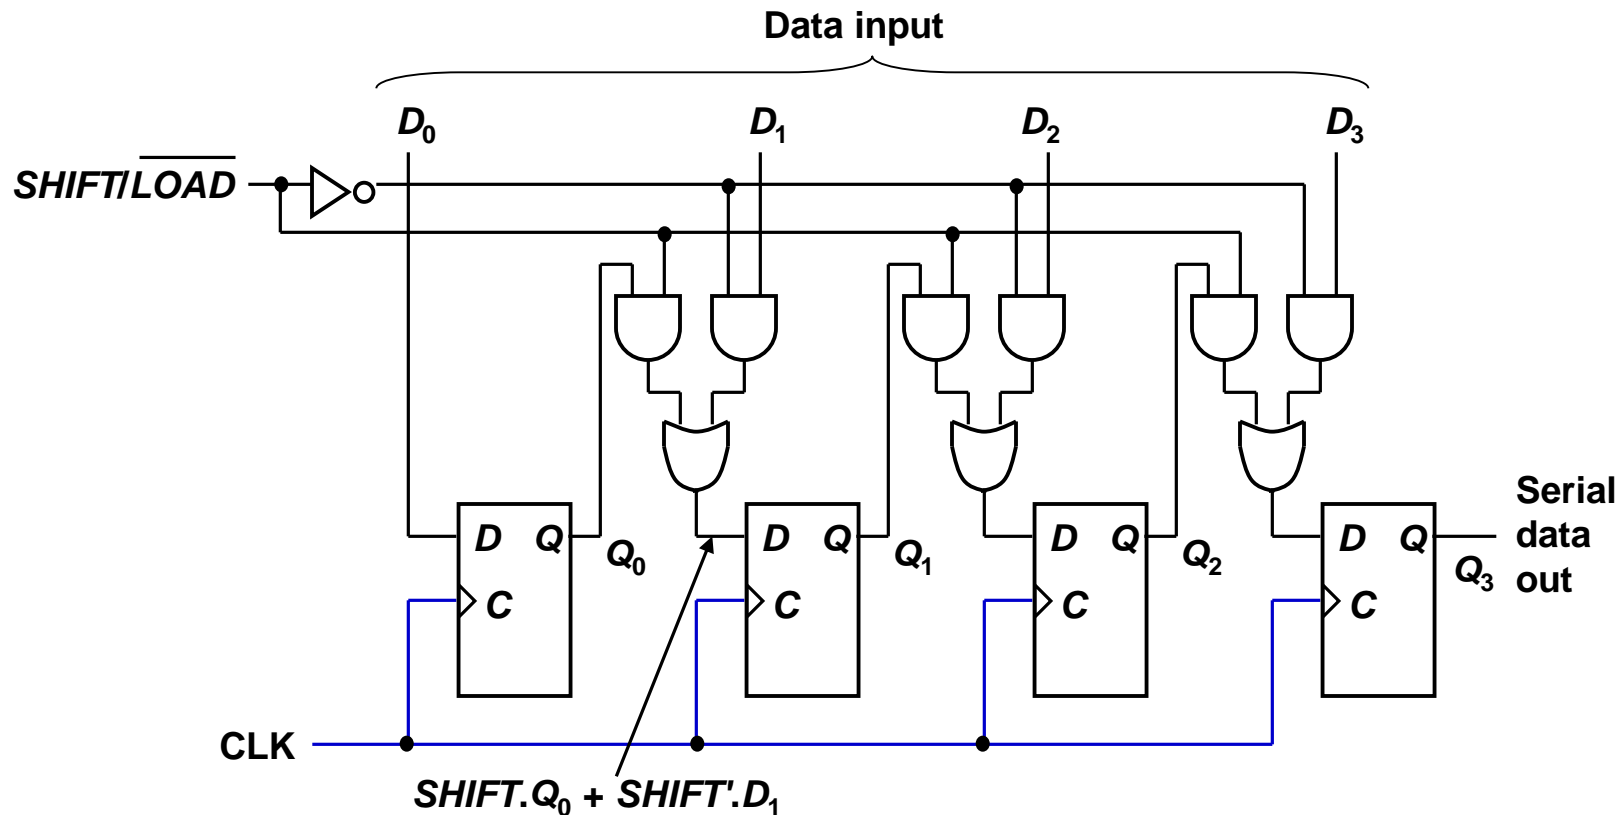 Data input
D₀ D₁ D₂ D₃
SHIFT/L̅O̅A̅D̅
D Q Q₀ D Q Q₁ D Q Q₂ D Q Q₃
C C C C
Serial
data
out
CLK
SHIFT.Q₀ + SHIFT'.D₁